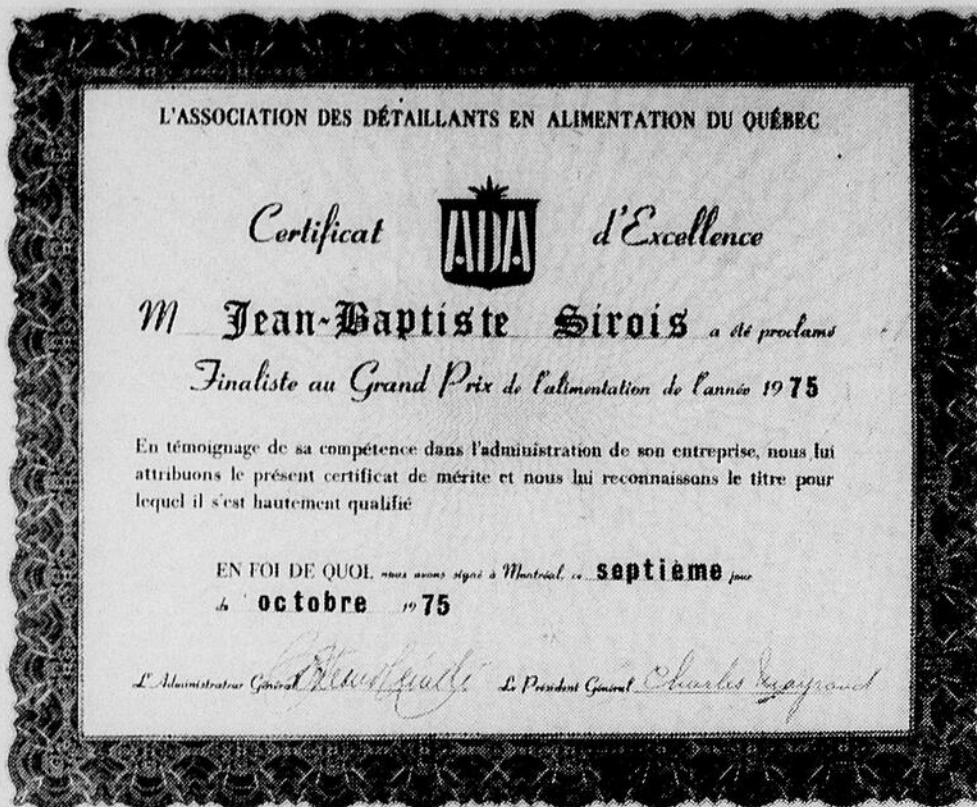 L'ASSOCIATION DES DÉTAILLANTS EN ALIMENTATION DU QUÉBEC
Certificat ADA d'Excellence
M Jean-Baptiste Sirois a été proclamé
Finaliste au Grand Prix de l'alimentation de l'année 1975
En témoignage de sa compétence dans l'administration de son entreprise, nous lui
attribuons le présent certificat de mérite et nous lui reconnaissons le titre pour
lequel il s'est hautement qualifié
EN FOI DE QUOI, nous avons signé à Montréal, ce septième jour
de octobre 1975
L'Administrateur Général Le Président Général Charles Mayrand